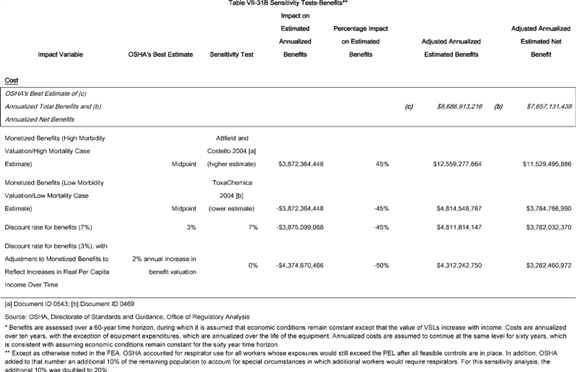 Table VII-31B Sensitivity Tests-Benefits**
Impact on
Estimated
Annualized
Benefits
Percentage Impact
on Estimated
Benefits
Adjusted Annualized
Estimated Benefits
Adjusted Annualized
Estimated Net
Benefit
Impact Variable
OSHA's Best Estimate
Sensitivity Test
Cost
OSHA's Best Estimate of (c)
Annualized Total Benefits and (b)
Annualized Net Benefits
(c)
$8,686,913,216
(b)
$7,657,131,438
Monetized Benefits (High Morbidity
Valuation/High Mortality Case
Estimate)
Midpoint
Attfield and
Costello 2004 [a]
(higher estimate)
$3,872,364,448
45%
$12,559,277,664
$11,529,495,886
Monetized Benefits (Low Morbidity
Valuation/Low Mortality Case
Estimate)
Midpoint
ToxaChemica
2004 [b]
(lower estimate)
-$3,872,364,448
-45%
$4,814,548,767
$3,784,766,990
Discount rate for benefits (7%)
3%
7%
-$3,875,099,068
-45%
$4,811,814,147
$3,782,032,370
Discount rate for benefits (3%), with
Adjustment to Monetized Benefits to
Reflect Increases in Real Per Capita
Income Over Time
2% annual increase in
benefit valuation
0%
-$4,374,670,466
-50%
$4,312,242,750
$3,282,460,972
[a] Document ID 0543; [b] Document ID 0469
Source: OSHA, Directorate of Standards and Guidance, Office of Regulatory Analysis
* Benefits are assessed over a 60-year time horizon, during which it is assumed that economic conditions remain constant except that the value of VSLs increase with income. Costs are annualized
over ten years, with the exception of equipment expenditures, which are annualized over the life of the equipment. Annualized costs are assumed to continue at the same level for sixty years, which
is consistent with assuming economic conditions remain constant for the sixty year time horizon.
** Except as otherwise noted in the FEA, OSHA accounted for respirator use for all workers whose exposures would still exceed the PEL after all feasible controls are in place. In addition, OSHA
added to that number an additional 10% of the remaining population to account for special circumstances in which additional workers would require respirators. For this sensitivity analysis, the
additional 10% was doubled to 20%.